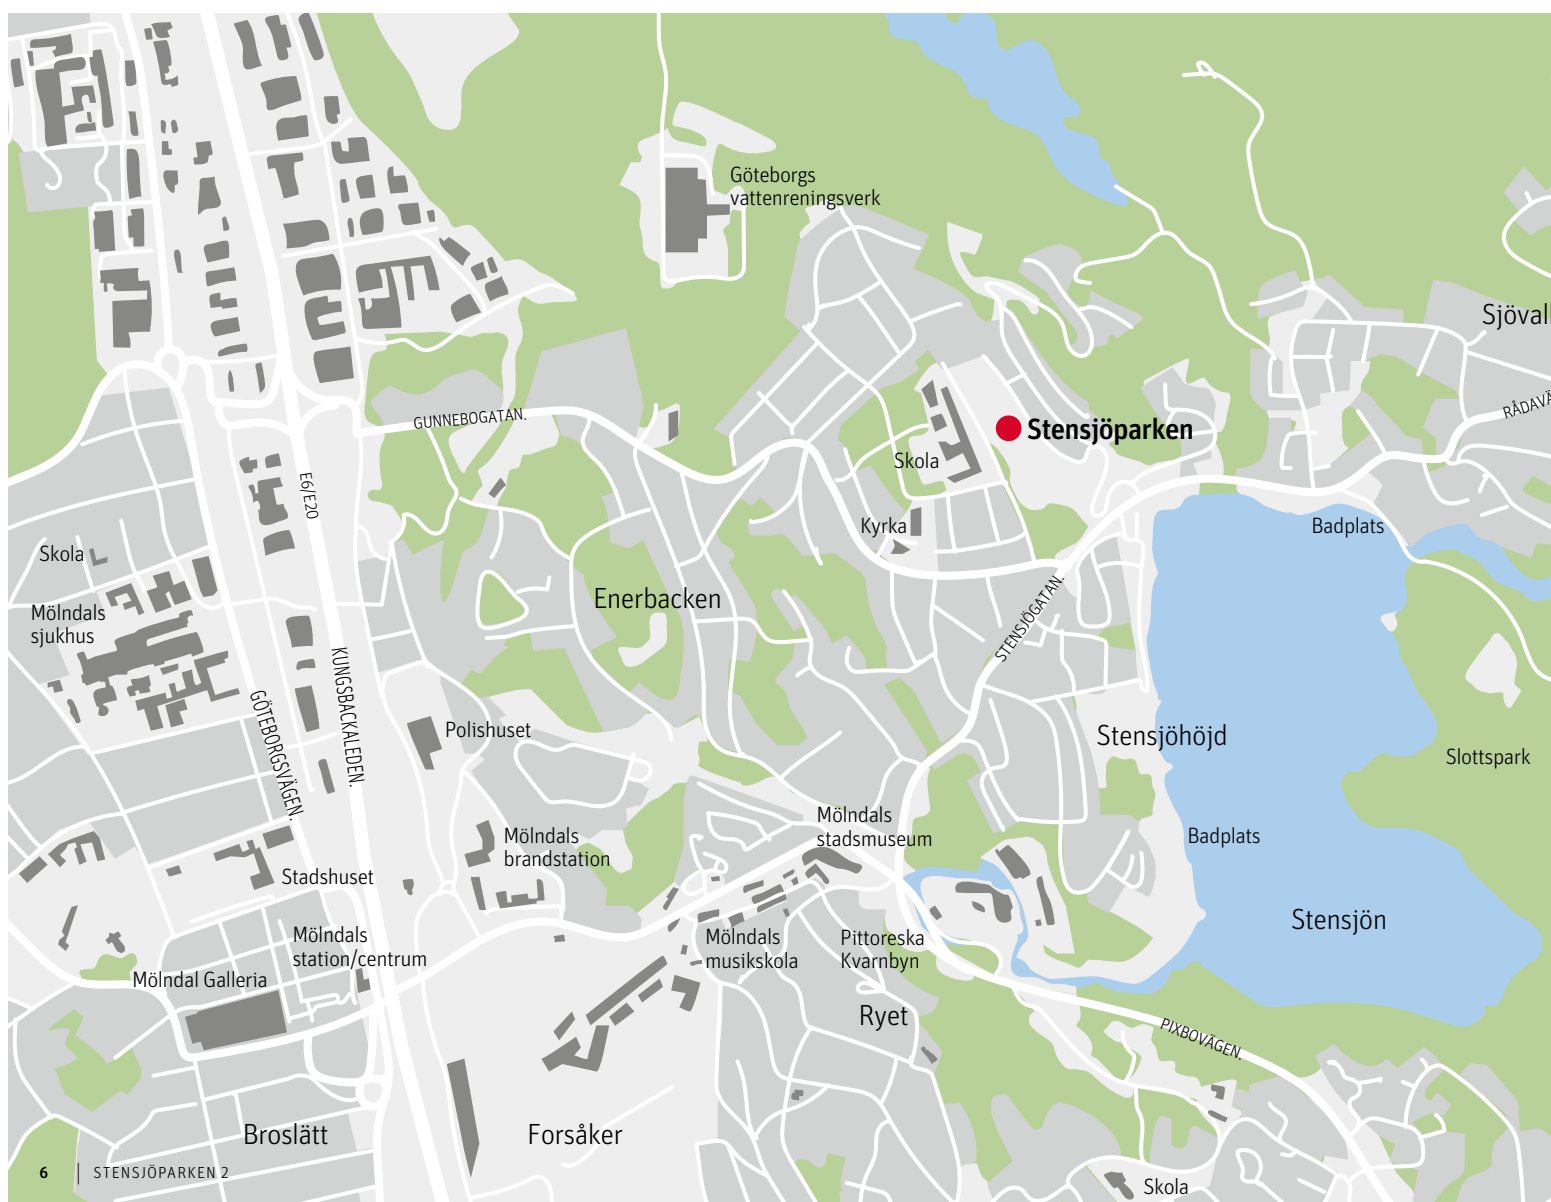 Göteborgs
vattenreningsverk
Sjöval
RÅDAVÄ
GUNNEBOGATAN.
Stensjöparken
Skola
E6/E20
Kyrka
Badplats
Skola
Enerbacken
Mölndals
sjukhus
STENSJÖGATAN.
KUNGSBACKALEDEN.
GÖTEBORGSVÄGEN.
Polishuset
Stensjöhöjd
Slottspark
Mölndals
stadsmuseum
Mölndals
brandstation
Badplats
Stadshuset
Stensjön
Mölndals
station/centrum
Mölndals
musikskola
Pittoreska
Kvarnbyn
Mölndal Galleria
Ryet
PIXBOVÄGEN.
Broslätt
Forsåker
6 | STENSJÖPARKEN 2
Skola